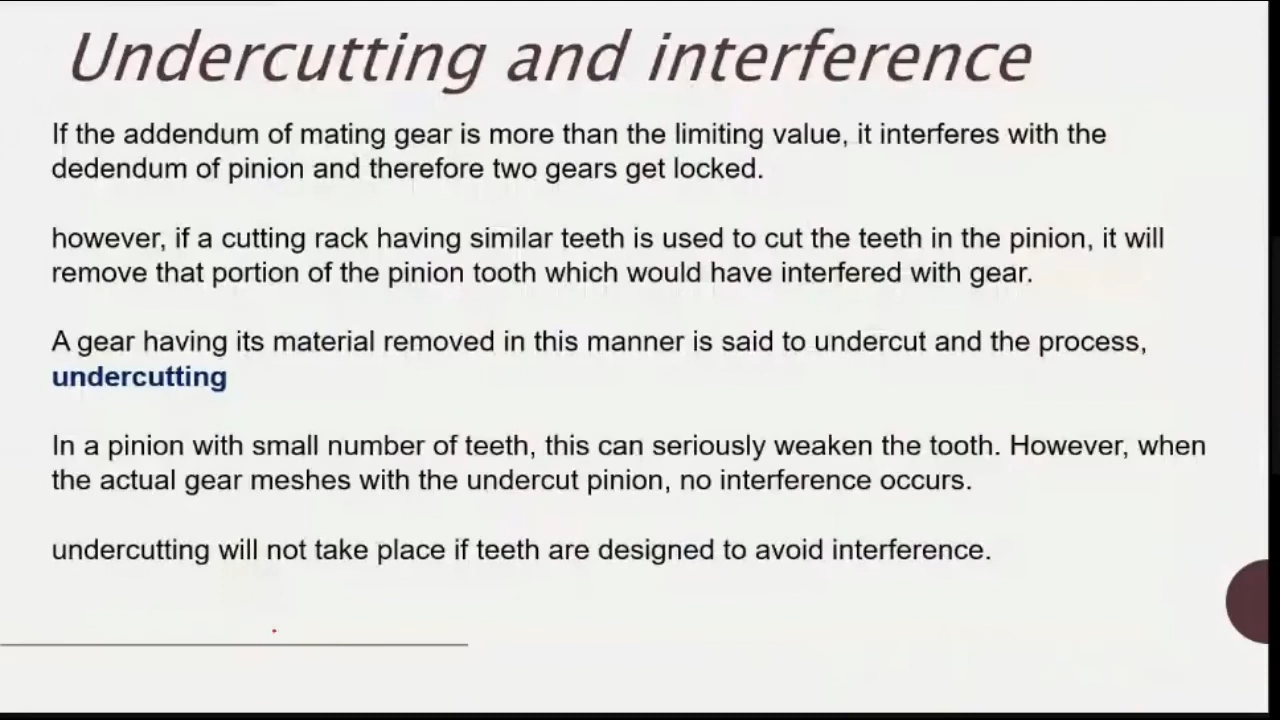 Undercutting and interference
If the addendum of mating gear is more than the limiting value, it interferes with the
dedendum of pinion and therefore two gears get locked.
however, if a cutting rack having similar teeth is used to cut the teeth in the pinion, it will
remove that portion of the pinion tooth which would have interfered with gear.
A gear having its material removed in this manner is said to undercut and the process,
undercutting
In a pinion with small number of teeth, this can seriously weaken the tooth. However, when
the actual gear meshes with the undercut pinion, no interference occurs.
undercutting will not take place if teeth are designed to avoid interference.